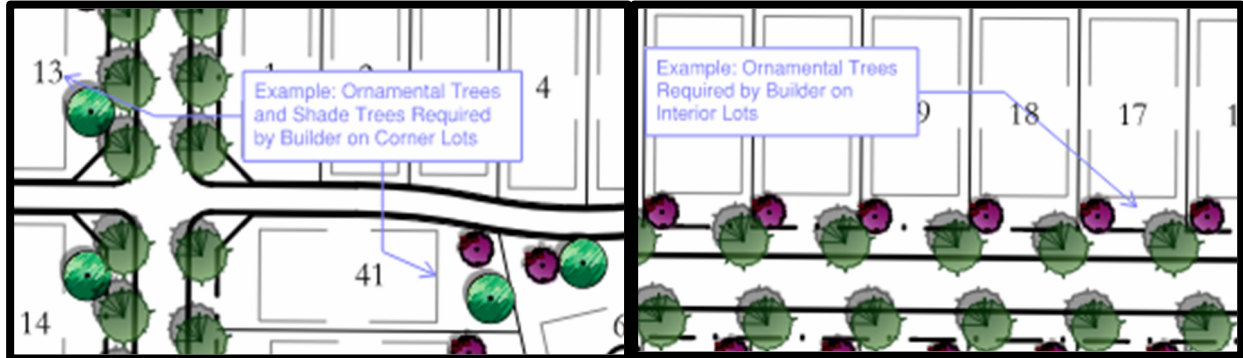 13
4
Example: Ornamental Trees
and Shade Trees Required
by Builder on Corner Lots
41
14
Example: Ornamental Trees
Required by Builder on
Interior Lots
18
17